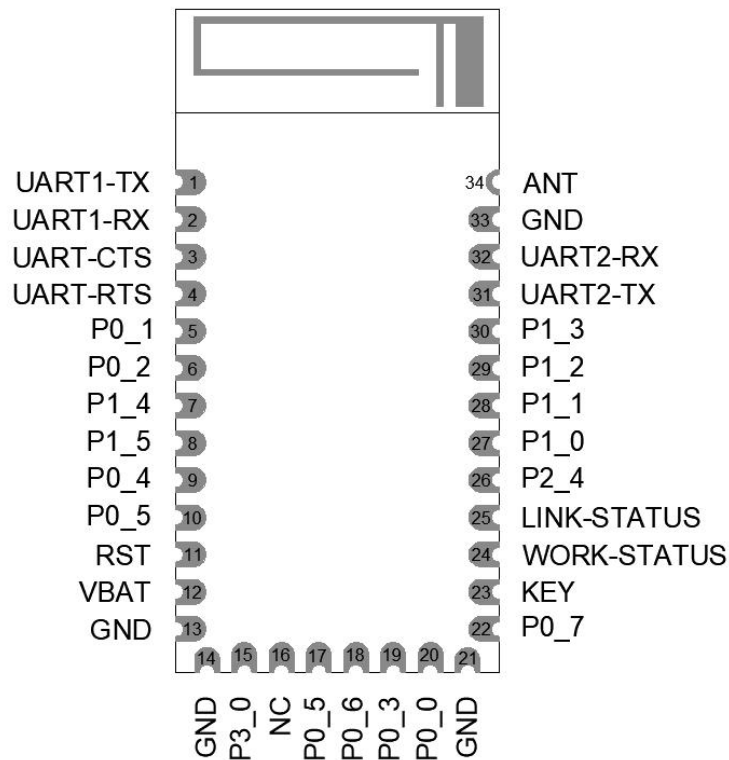 UART1-TX 1 34 ANT
UART1-RX 2 33 GND
UART-CTS 3 32 UART2-RX
UART-RTS 4 31 UART2-TX
P0_1 5 30 P1_3
P0_2 6 29 P1_2
P1_4 7 28 P1_1
P1_5 8 27 P1_0
P0_4 9 26 P2_4
P0_5 10 25 LINK-STATUS
RST 11 24 WORK-STATUS
VBAT 12 23 KEY
GND 13 22 P0_7
14 15 16 17 18 19 20 21
GND P3_0 NC P0_5 P0_6 P0_3 P0_0 GND